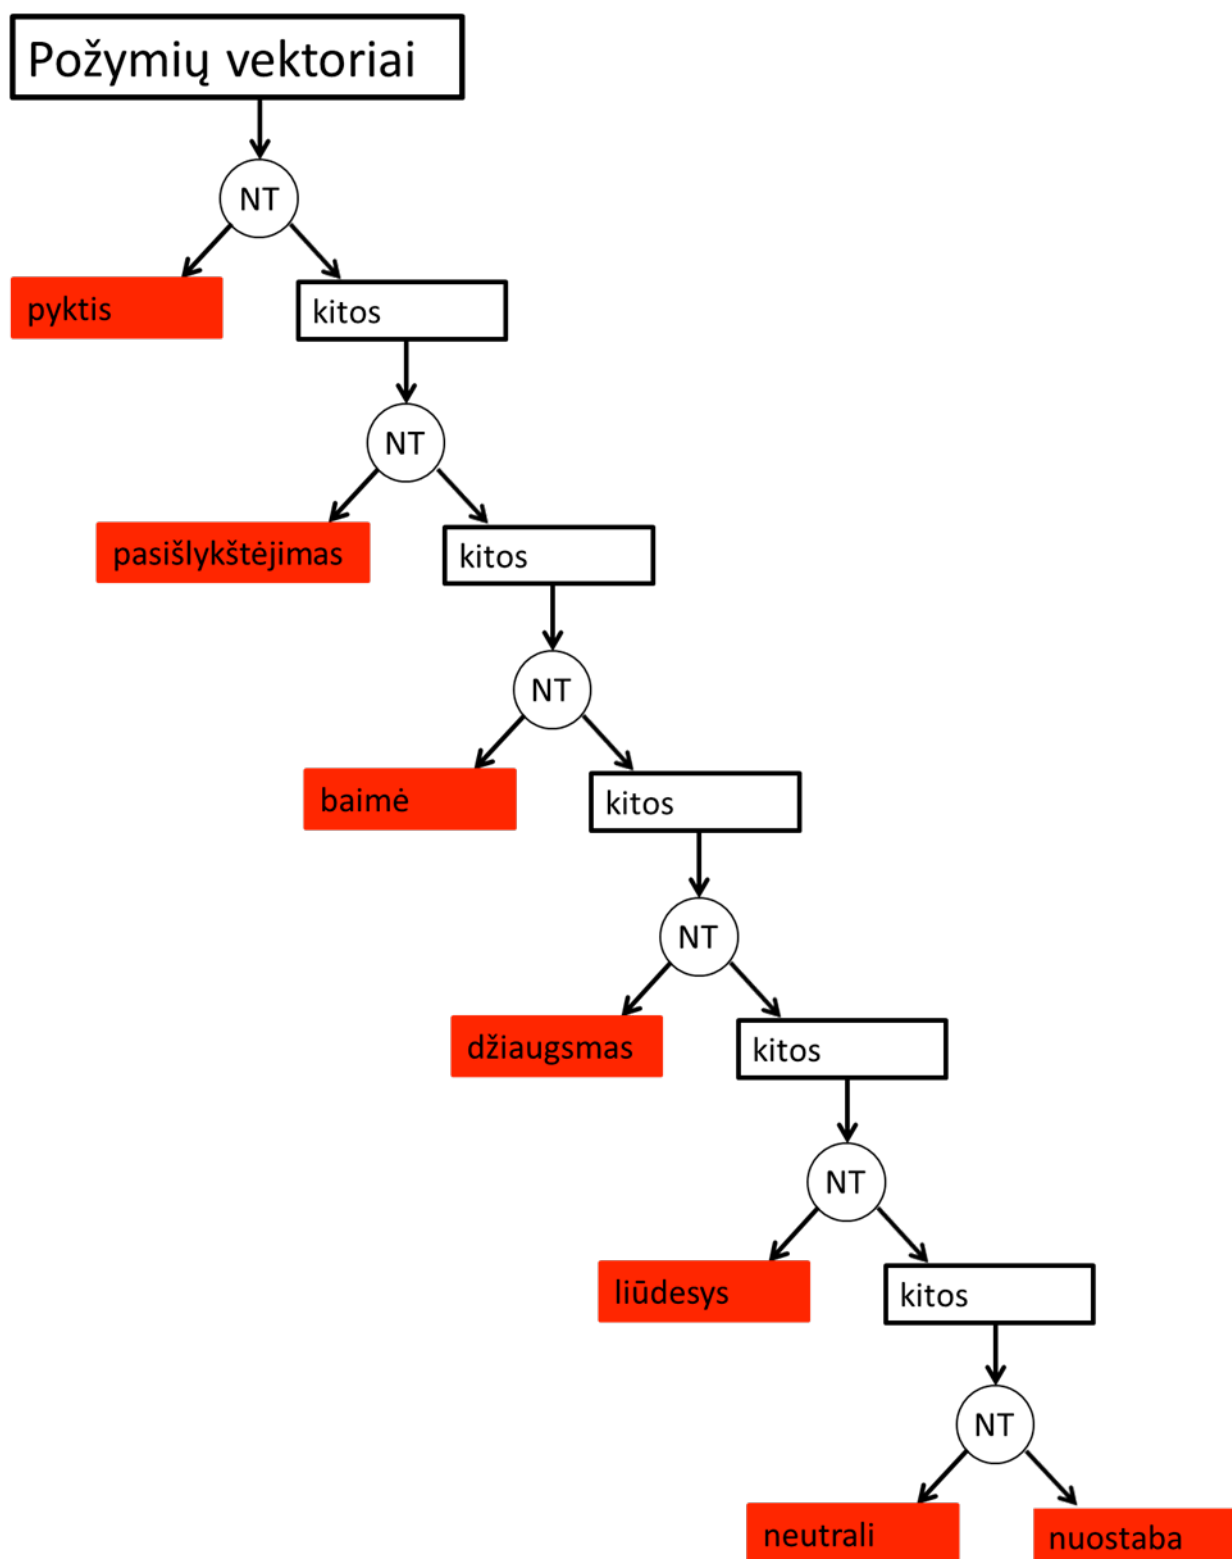 Požymių vektoriai
NT
pyktis
kitos
NT
pasišlykštėjimas
kitos
NT
baimė
kitos
NT
džiaugsmas
kitos
NT
liūdesys
kitos
NT
neutrali
nuostaba